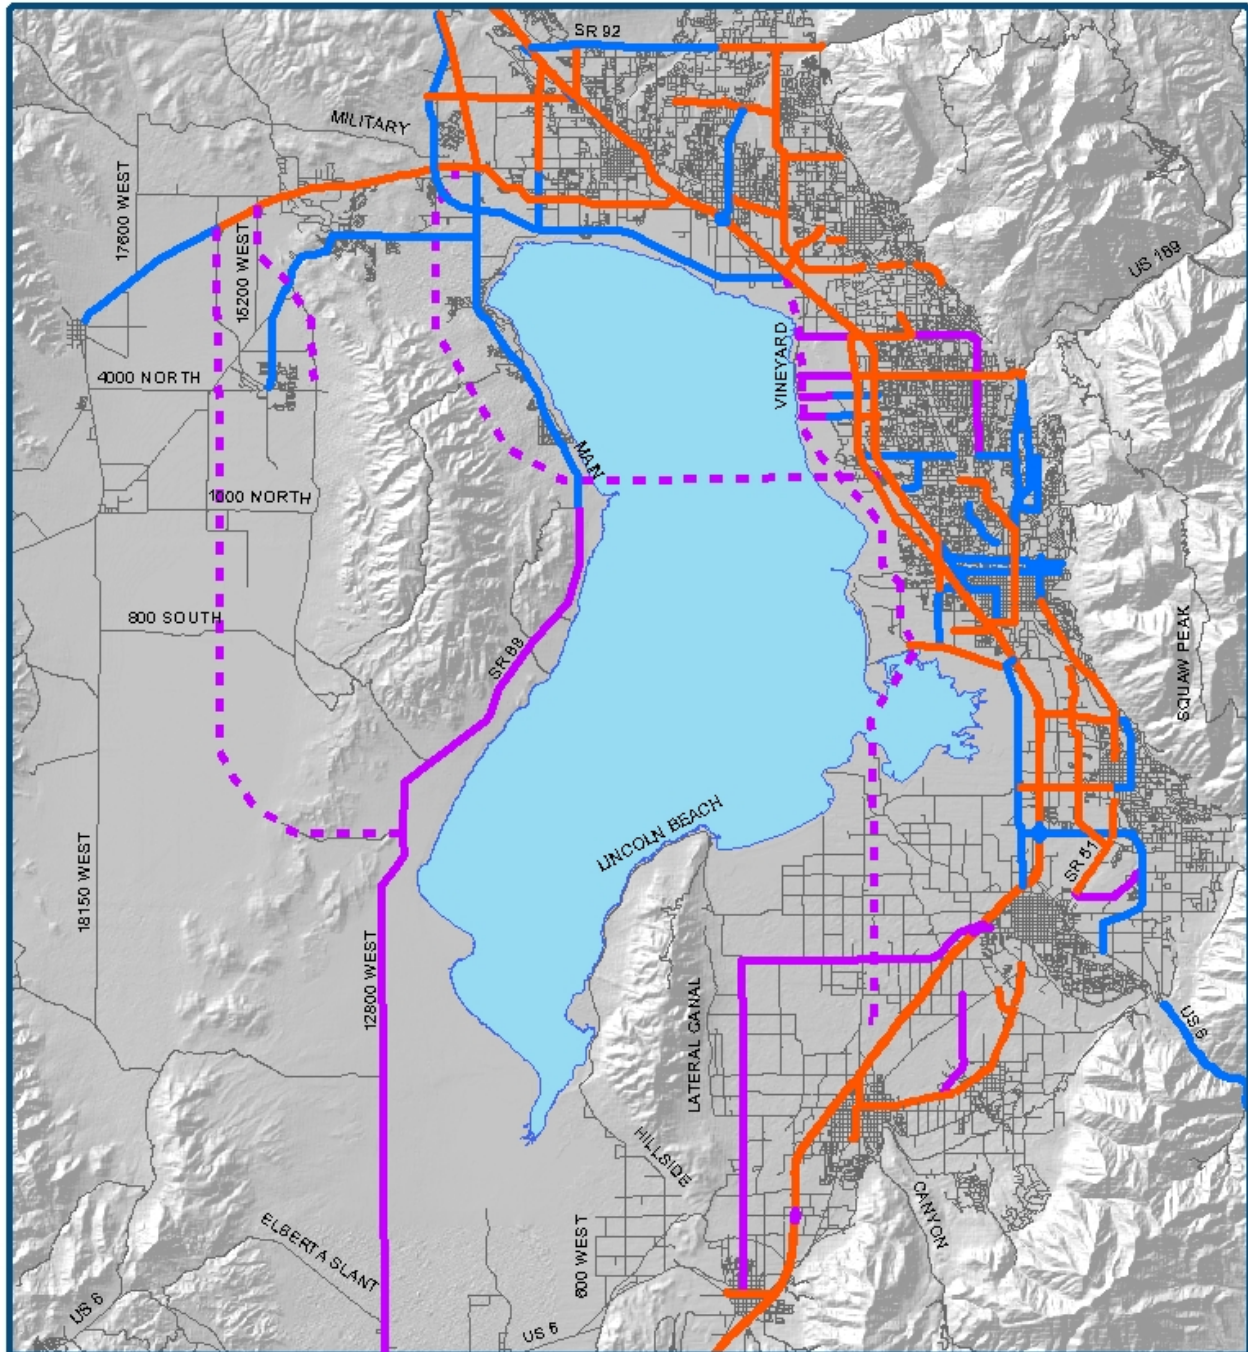 SR 92
MILITARY
17600 WEST
15200 WEST
US 189
VINEYARD
4000 NORTH
MAIN
1000 NORTH
800 SOUTH
SR 68
SQUAW PEAK
LINCOLN BEACH
SR 51
18150 WEST
12800 WEST
LATERAL CANAL
US 6
HILLSIDE
CANYON
ELBERTA SLANT
600 WEST
US 6
US 6